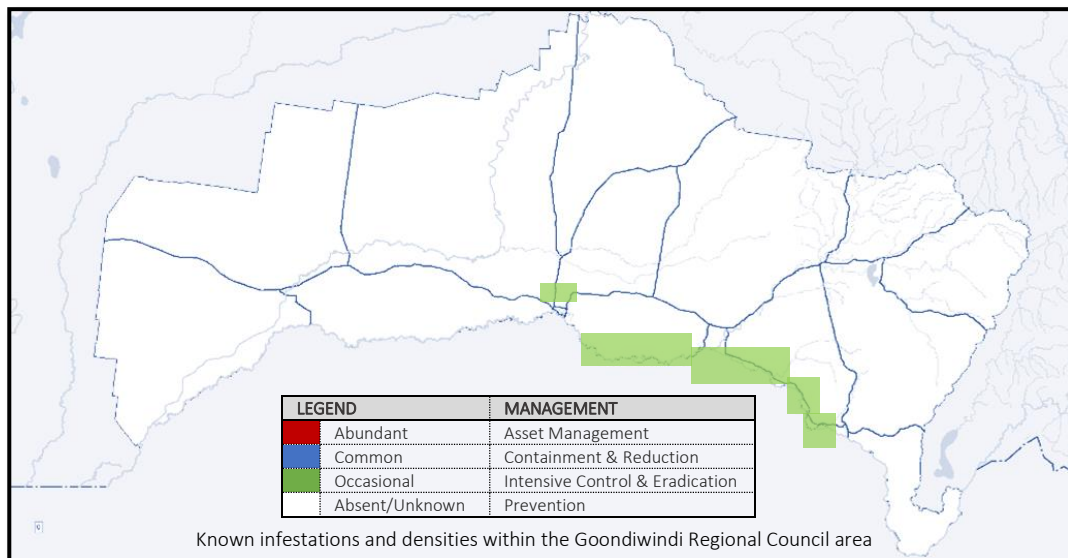 LEGEND MANAGEMENT
Abundant Asset Management
Common Containment & Reduction
Occasional Intensive Control & Eradication
Absent/Unknown Prevention
Known infestations and densities within the Goondiwindi Regional Council area